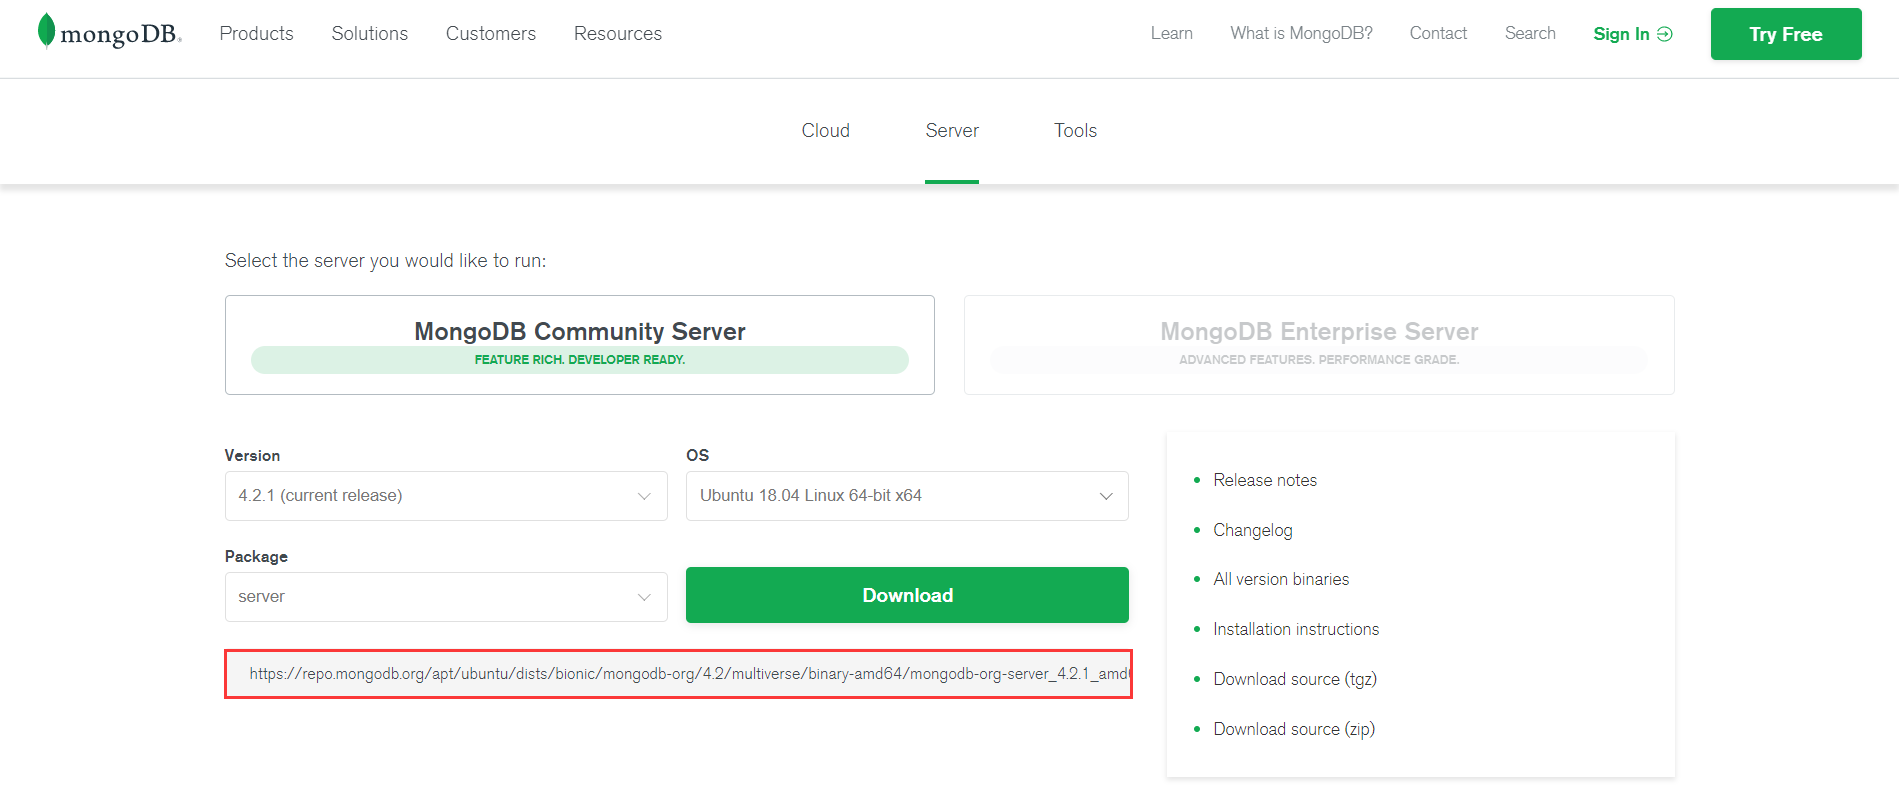 mongoDB Products Solutions Customers Resources Learn What is MongoDB? Contact Search Sign In Try Free
Cloud Server Tools
Select the server you would like to run:
MongoDB Community Server
FEATURE RICH. DEVELOPER READY.
MongoDB Enterprise Server
ADVANCED FEATURES. PERFORMANCE GRADE.
Version
4.2.1 (current release)
OS
Ubuntu 18.04 Linux 64-bit x64
Package
server
Download
https://repo.mongodb.org/apt/ubuntu/dists/bionic/mongodb-org/4.2/multiverse/binary-amd64/mongodb-org-server_4.2.1_amd
Release notes
Changelog
All version binaries
Installation instructions
Download source (tgz)
Download source (zip)